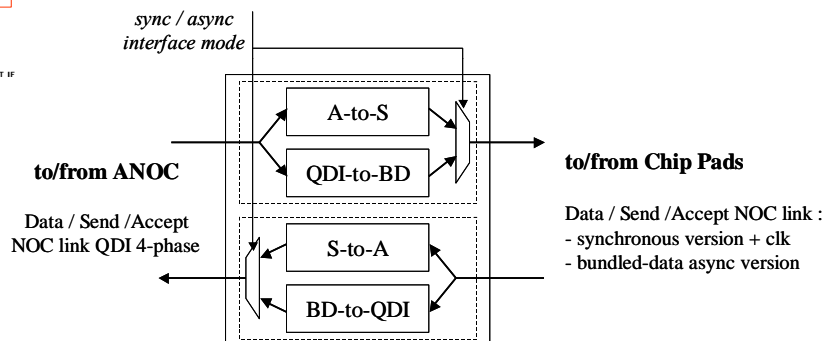 sync / async
interface mode
T IF
A-to-S
QDI-to-BD
to/from ANOC
Data / Send /Accept
NOC link QDI 4-phase
S-to-A
BD-to-QDI
to/from Chip Pads
Data / Send /Accept NOC link :
- synchronous version + clk
- bundled-data async version